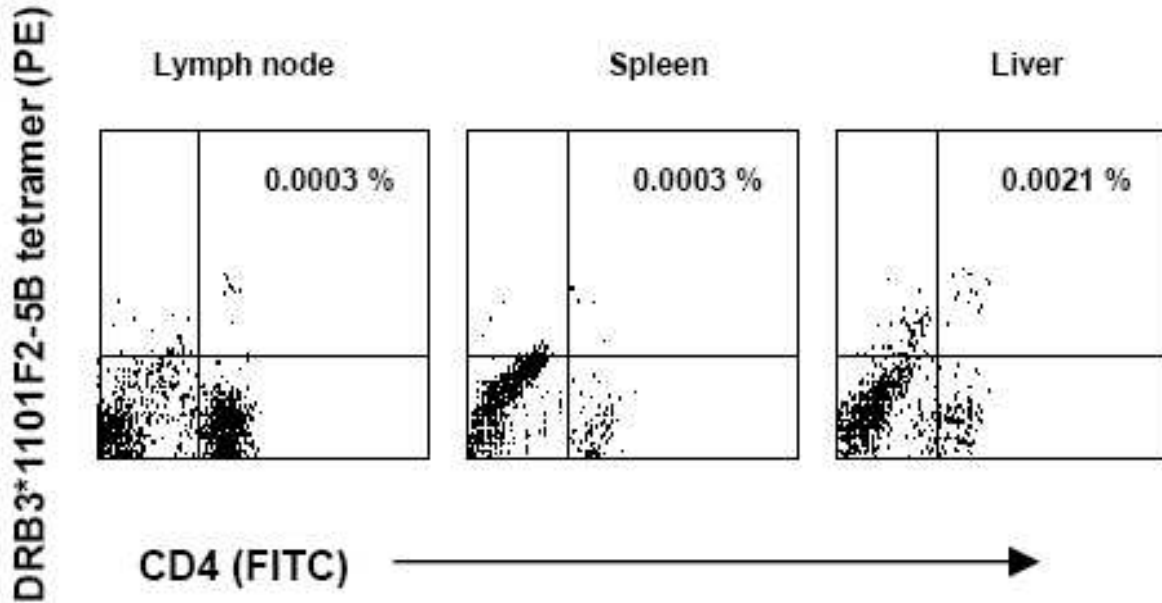 DRB3*1101F2-5B tetramer (PE)
Lymph node
Spleen
Liver
0.0003 %
0.0003 %
0.0021 %
CD4 (FITC)